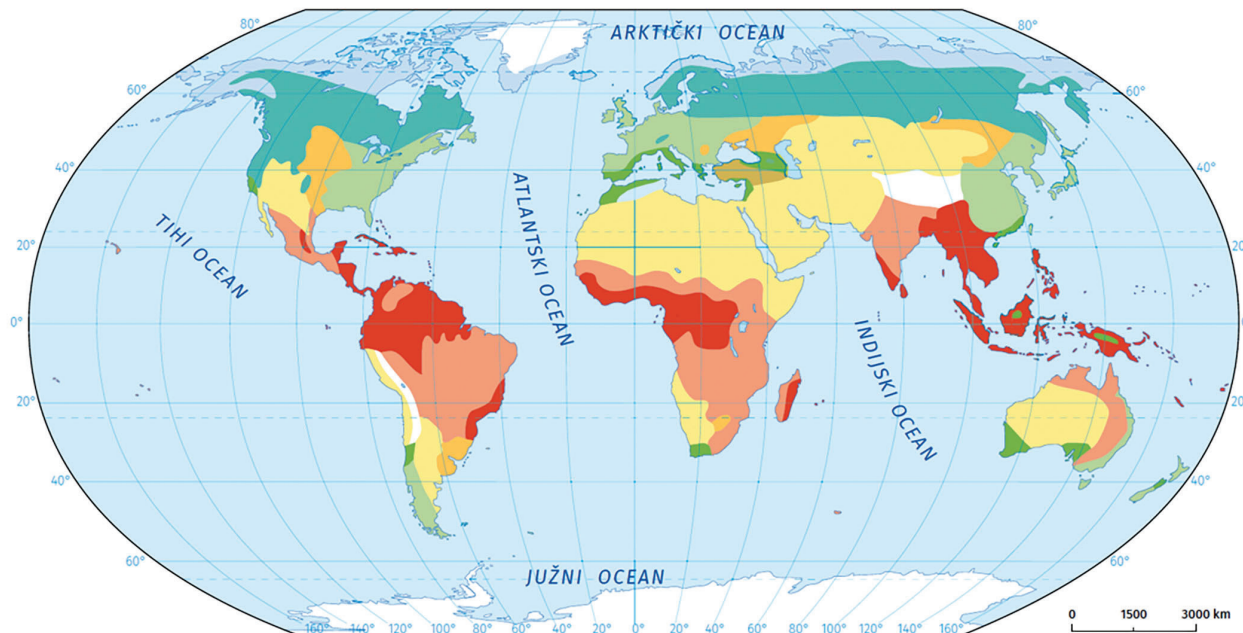 80° 80°
ARKTIČKI OCEAN
60° 60°
40° 40°
TIHI OCEAN
ATLANTSKI OCEAN
20° 20°
INDIJSKI OCEAN
0° 0°
20° 20°
40° 40°
60° 60°
JUŽNI OCEAN
0 1500 3000 km
160° 140° 120° 100° 80° 60° 40° 20° 0° 20° 40° 60° 80° 100° 120° 140° 160°